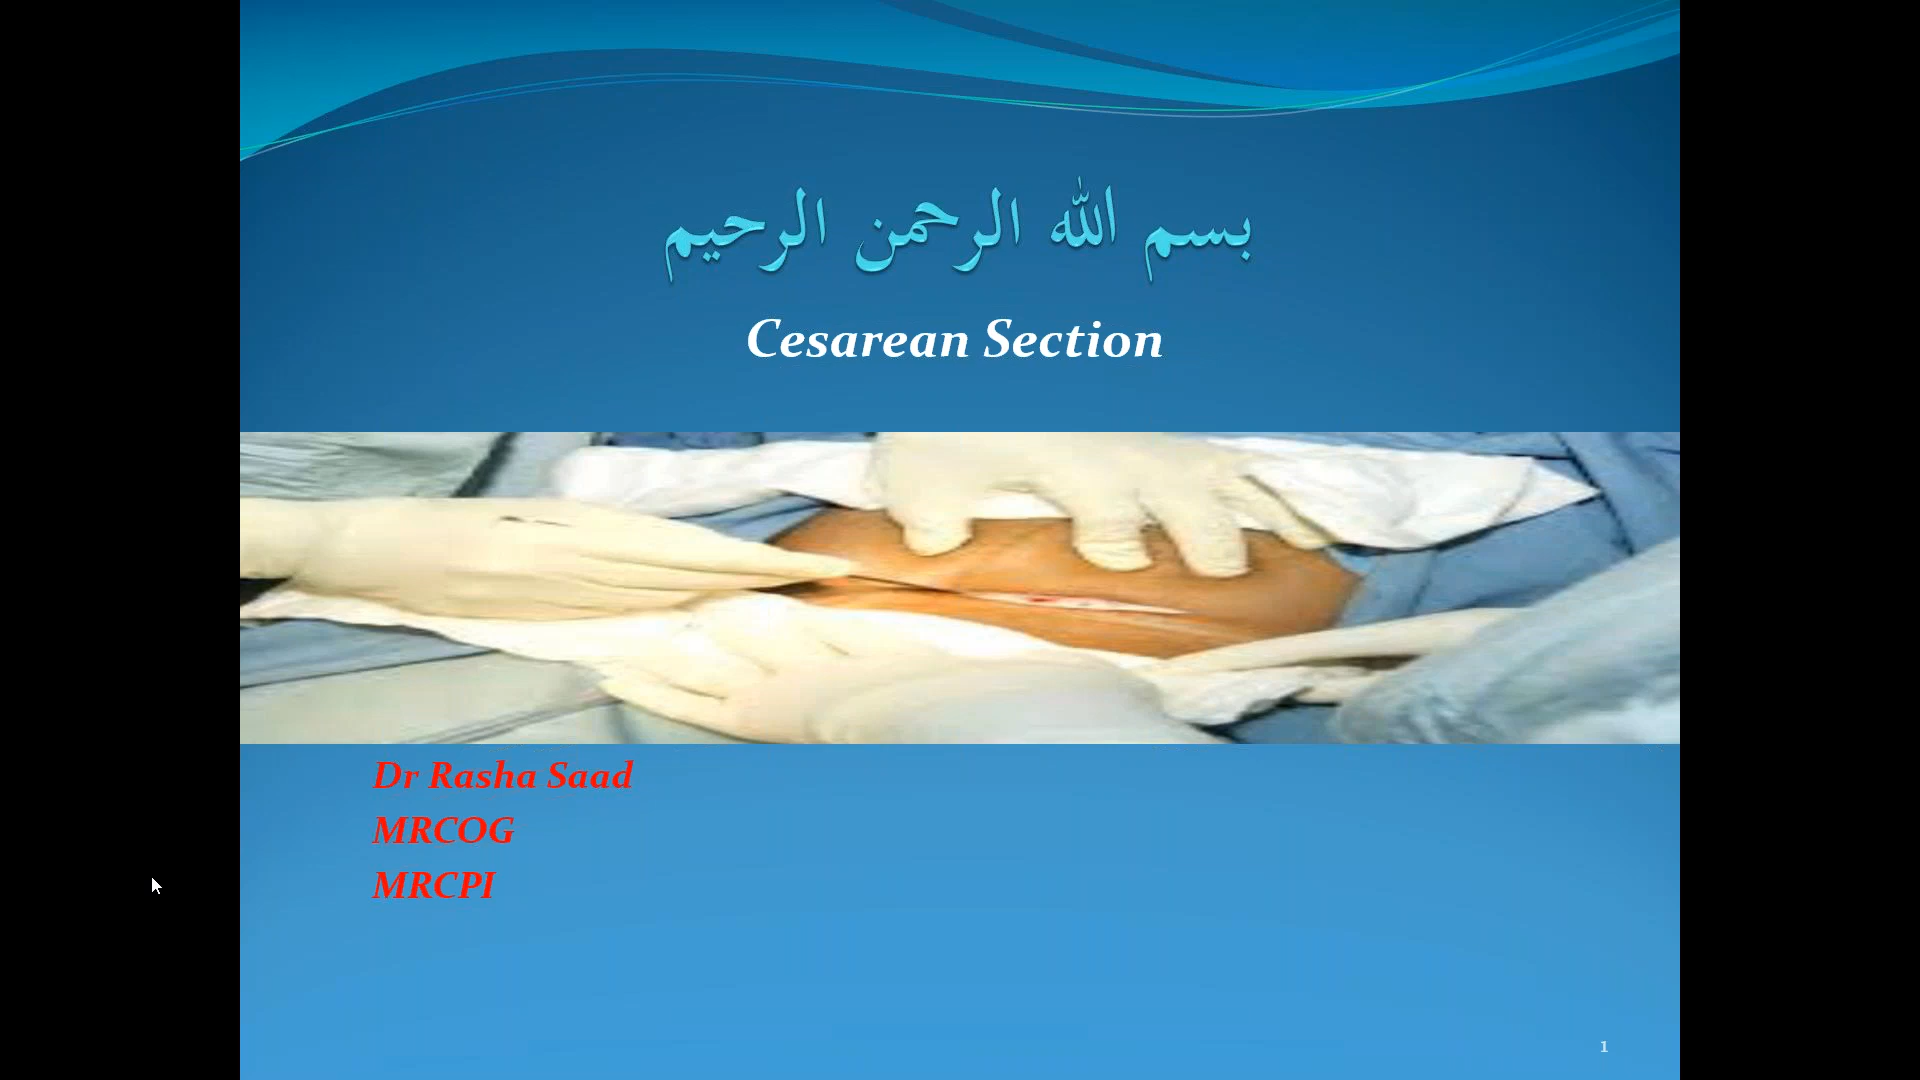 بسم الله الرحمن الرحيم
Cesarean Section
Dr Rasha Saad
MRCOG
MRCPI
1